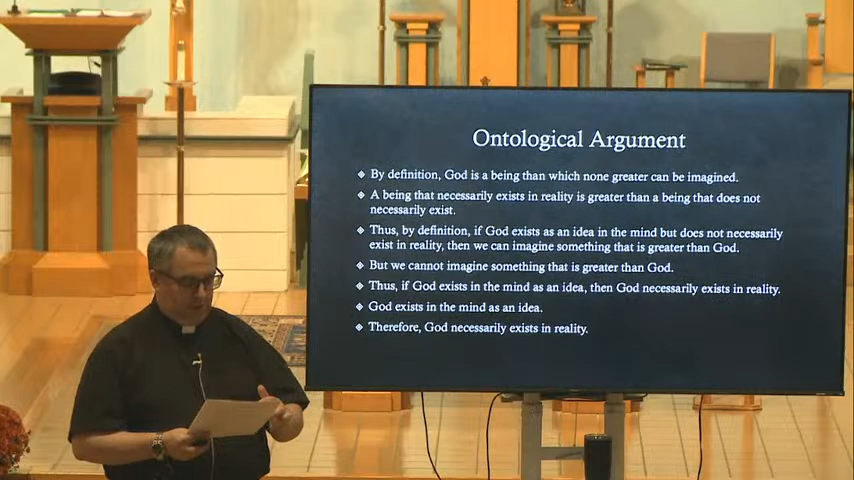 Ontological Argument
❖ By definition, God is a being than which none greater can be imagined.
❖ A being that necessarily exists in reality is greater than a being that does not
necessarily exist.
❖ Thus, by definition, if God exists as an idea in the mind but does not necessarily
exist in reality, then we can imagine something that is greater than God.
❖ But we cannot imagine something that is greater than God.
❖ Thus, if God exists in the mind as an idea, then God necessarily exists in reality.
❖ God exists in the mind as an idea.
❖ Therefore, God necessarily exists in reality.